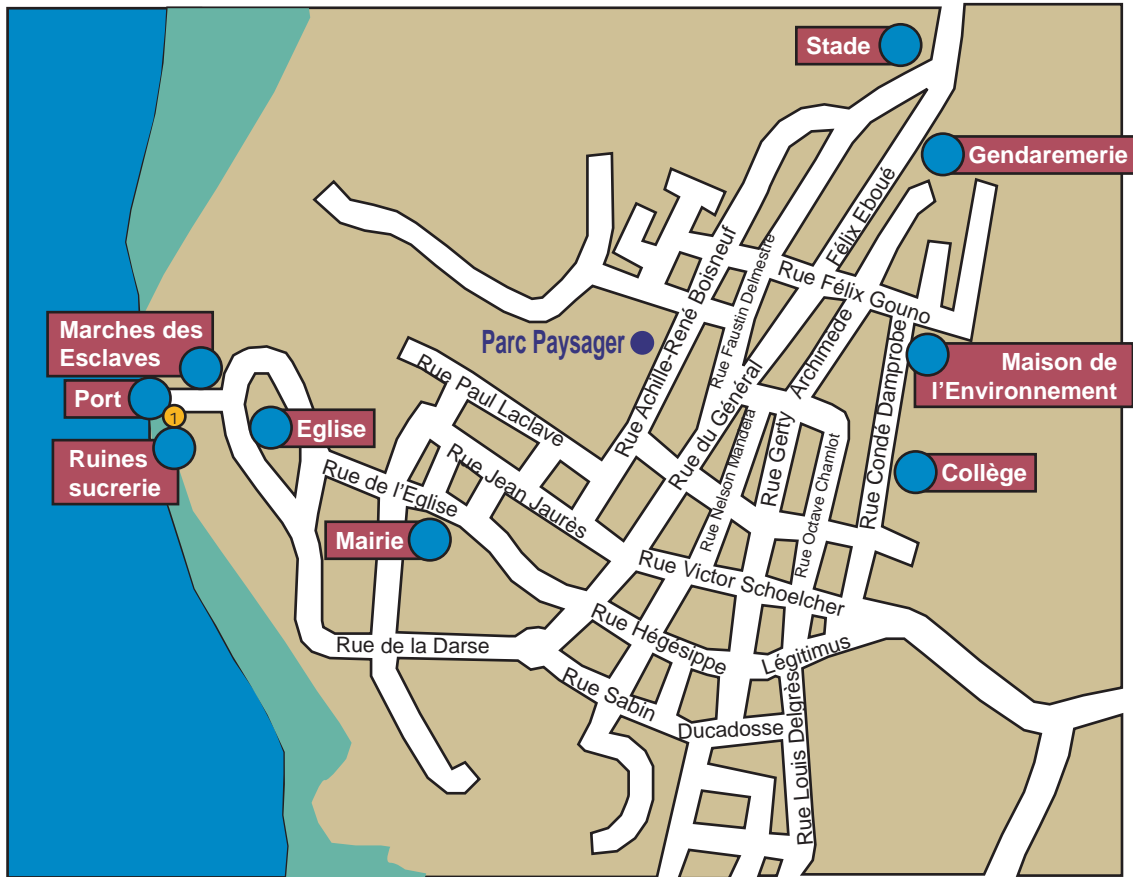 Stade
Gendaremerie
Félix Eboué
Rue Achille-René Boisneuf
Rue Faustin Delmestre
Rue Félix Gouno
Marches des
Esclaves
Parc Paysager
Rue du Général
Archimède
Maison de
l'Environnement
Port
1
Rue Paul Laclave
Eglise
Ruines
sucrerie
Rue de l'Eglise
Rue Jean Jaurès
Rue Nelson Mandela
Rue Gerty
Rue Octave Chamlot
Rue Condé Damprobe
Collège
Mairie
Rue Victor Schoelcher
Rue de la Darse
Rue Hégésippe
Légitimus
Rue Sabin
Ducadosse
Rue Louis Delgrès